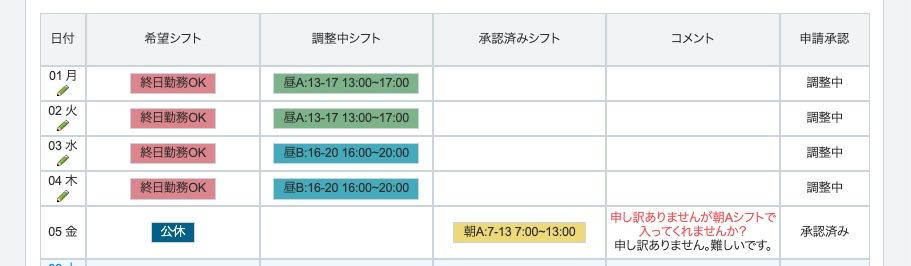 日付 希望シフト 調整中シフト 承認済みシフト コメント 申請承認
01 月 終日勤務OK 昼A:13-17 13:00~17:00 調整中
02 火 終日勤務OK 昼A:13-17 13:00~17:00 調整中
03 水 終日勤務OK 昼B:16-20 16:00~20:00 調整中
04 木 終日勤務OK 昼B:16-20 16:00~20:00 調整中
申し訳ありませんが朝Aシフトで
05 金 公休 朝A:7-13 7:00~13:00 入ってくれませんか? 承認済み
申し訳ありません。難しいです。